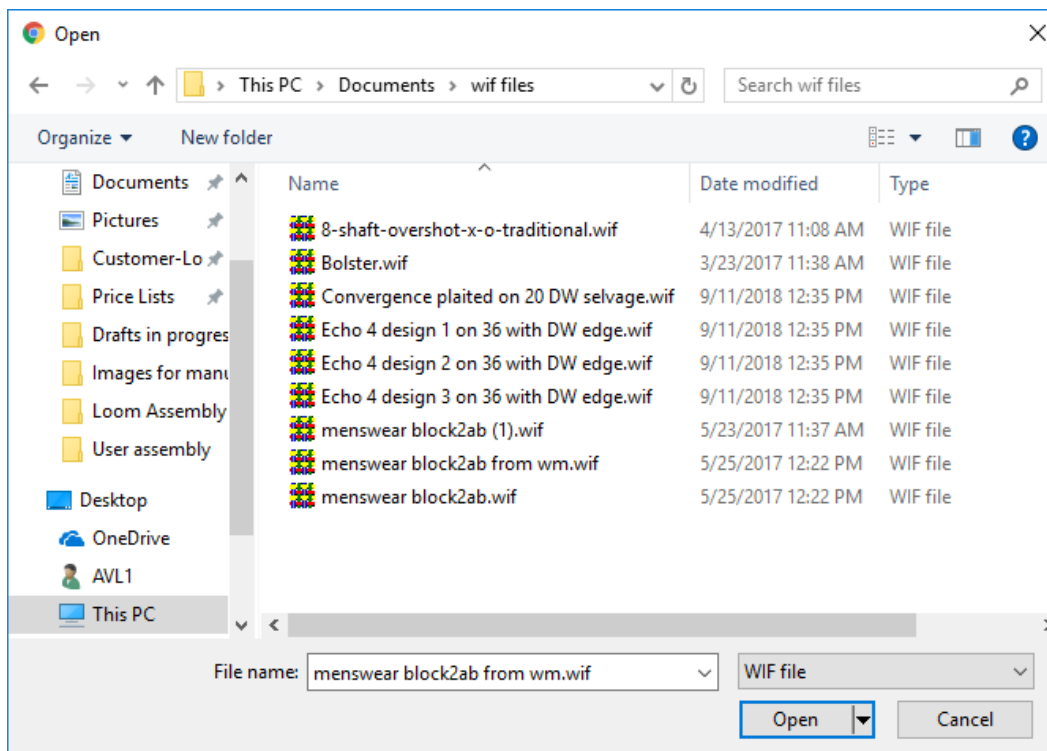 Open
This PC > Documents > wif files
Search wif files
Organize
New folder
?
Documents
Pictures
Customer-Lo
Price Lists
Drafts in progres
Images for manu
Loom Assembly
User assembly
Desktop
OneDrive
AVL1
This PC
Name Date modified Type
8-shaft-overshot-x-o-traditional.wif 4/13/2017 11:08 AM WIF file
Bolster.wif 3/23/2017 11:38 AM WIF file
Convergence plaited on 20 DW selvage.wif 9/11/2018 12:35 PM WIF file
Echo 4 design 1 on 36 with DW edge.wif 9/11/2018 12:35 PM WIF file
Echo 4 design 2 on 36 with DW edge.wif 9/11/2018 12:35 PM WIF file
Echo 4 design 3 on 36 with DW edge.wif 9/11/2018 12:35 PM WIF file
menswear block2ab (1).wif 5/23/2017 11:37 AM WIF file
menswear block2ab from wm.wif 5/25/2017 12:22 PM WIF file
menswear block2ab.wif 5/25/2017 12:22 PM WIF file
File name: menswear block2ab from wm.wif WIF file
Open Cancel